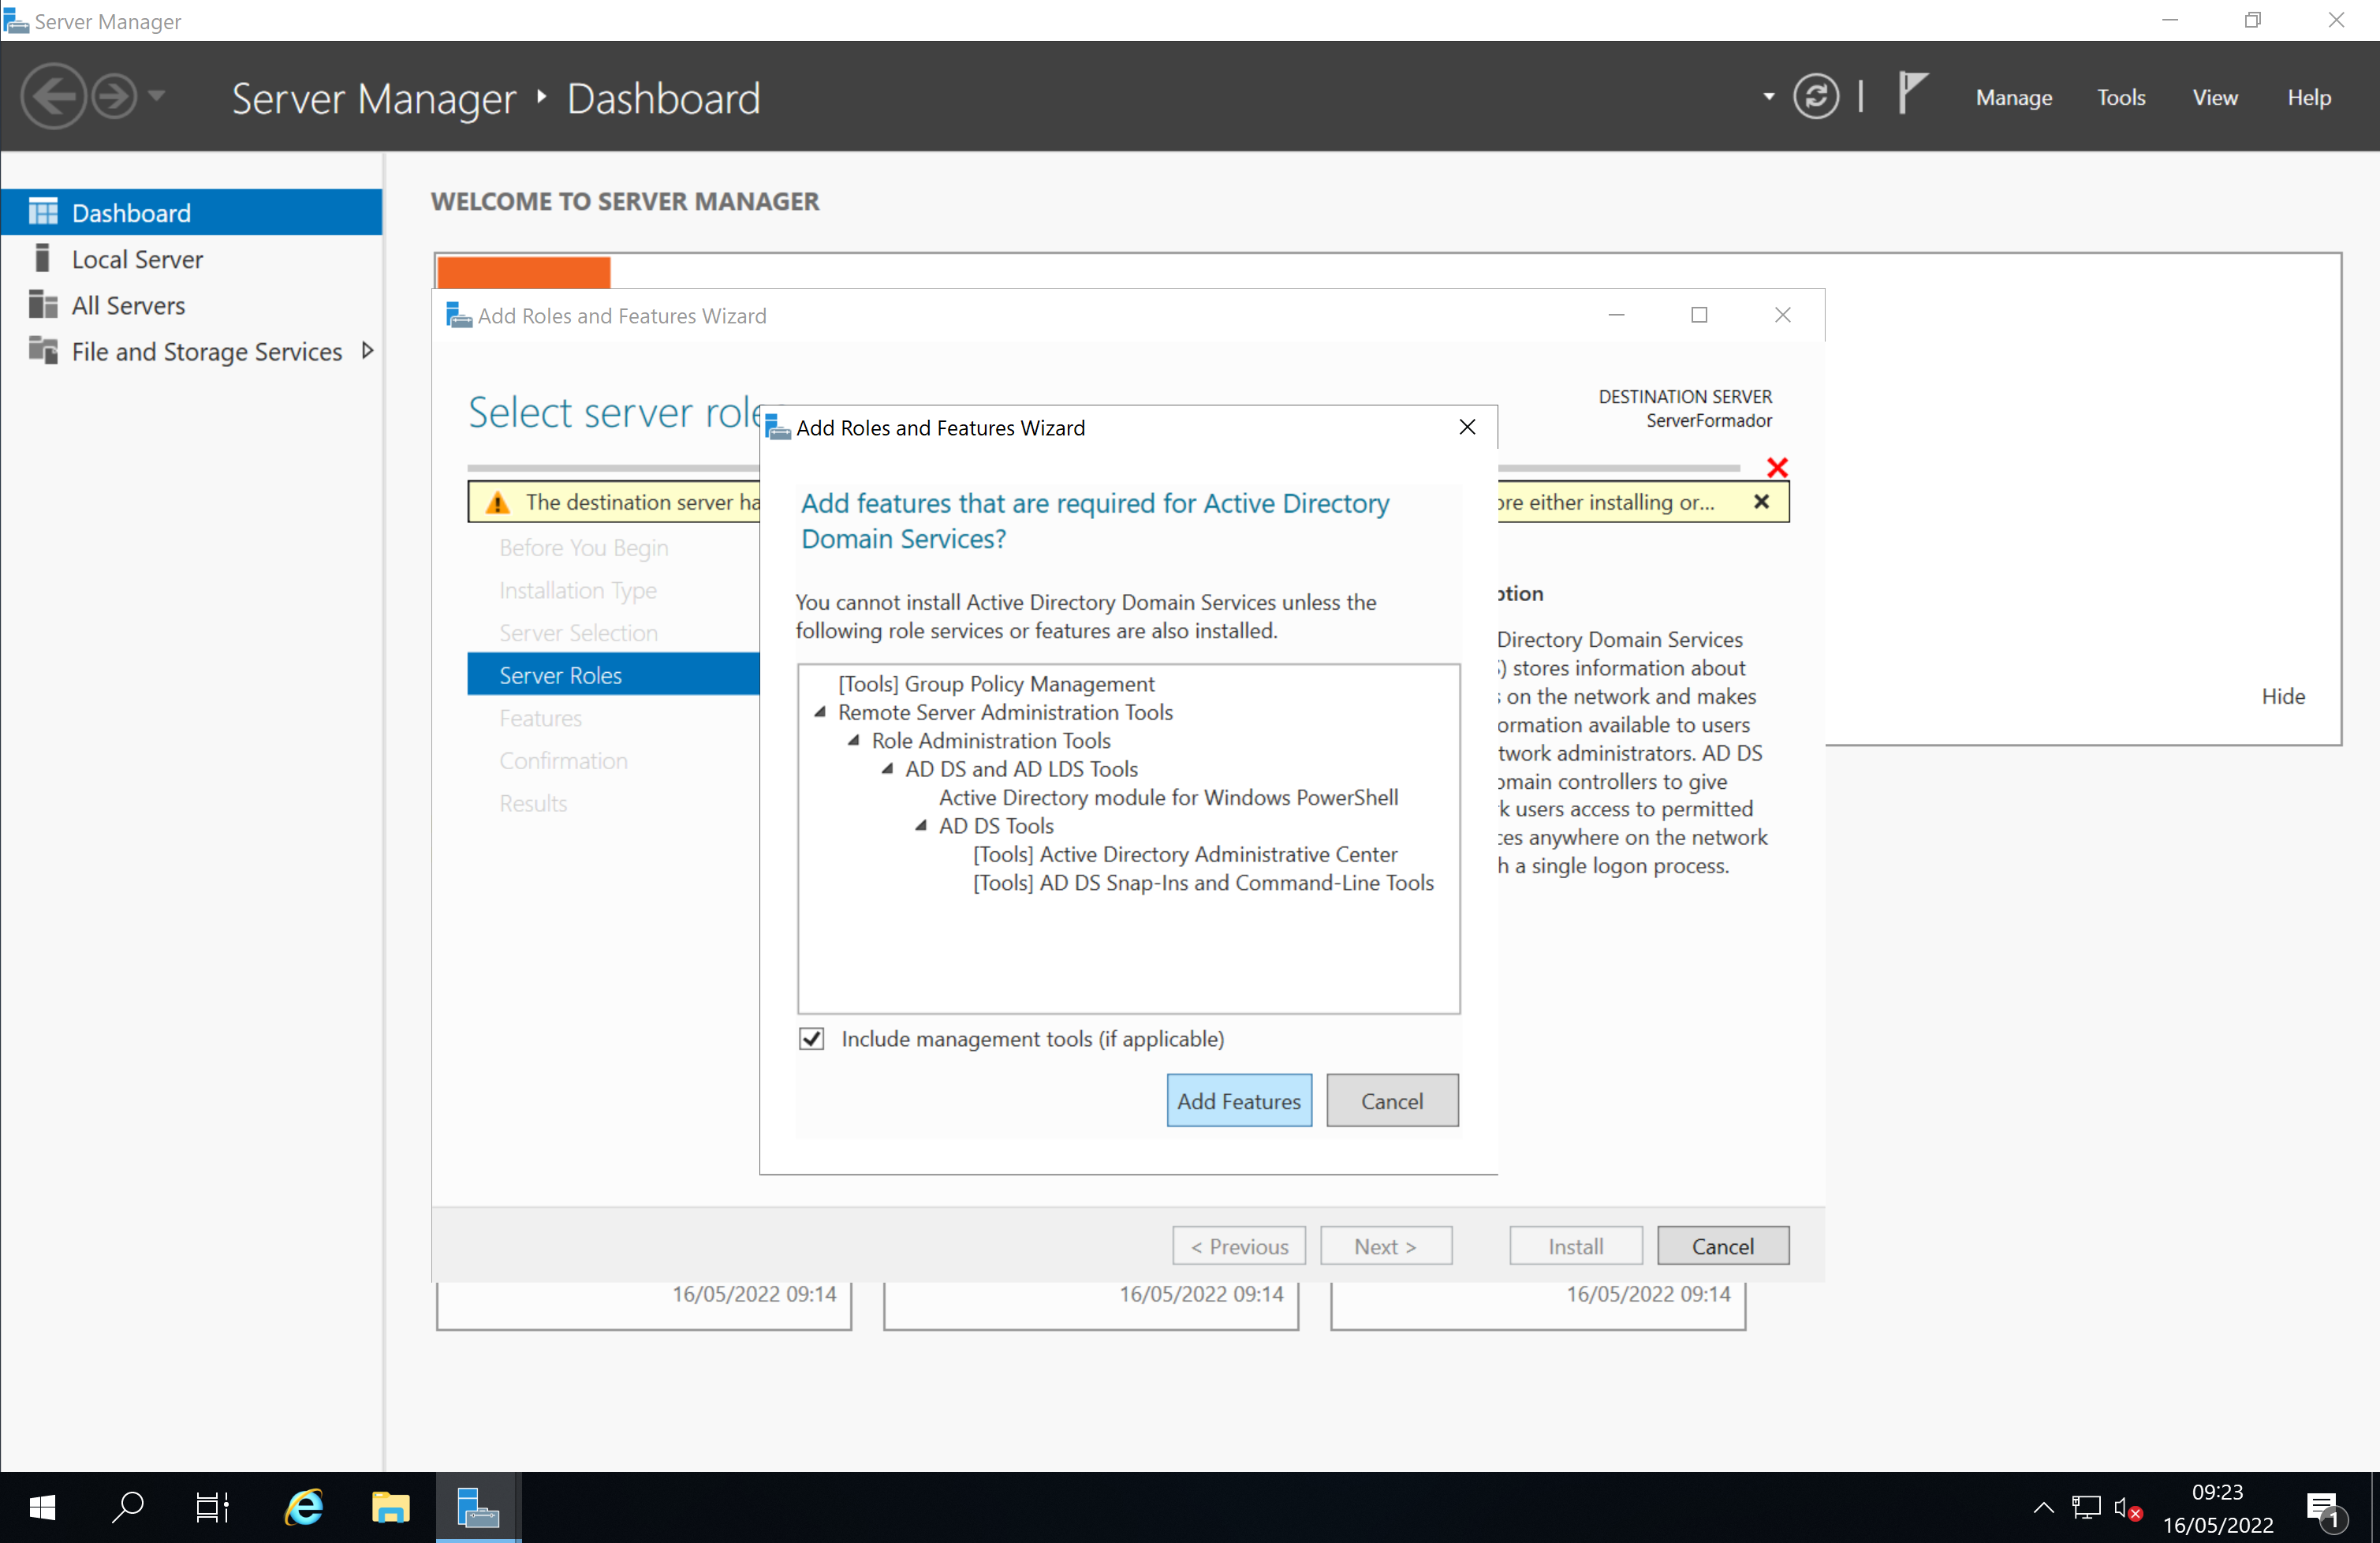 Server Manager
Server Manager
Dashboard
Manage
Tools
View
Help
Dashboard
Local Server
All Servers
File and Storage Services
WELCOME TO SERVER MANAGER
Hide
Add Roles and Features Wizard
Select server role
DESTINATION SERVER
ServerFormador
The destination server ha
ore either installing or...
Before You Begin
Installation Type
Server Selection
Server Roles
Features
Confirmation
Results
Add Roles and Features Wizard
Add features that are required for Active Directory
Domain Services?
You cannot install Active Directory Domain Services unless the
following role services or features are also installed.
[Tools] Group Policy Management
Remote Server Administration Tools
Role Administration Tools
AD DS and AD LDS Tools
Active Directory module for Windows PowerShell
AD DS Tools
[Tools] Active Directory Administrative Center
[Tools] AD DS Snap-Ins and Command-Line Tools
Include management tools (if applicable)
Add Features
Cancel
ption
Directory Domain Services
) stores information about
on the network and makes
ormation available to users
twork administrators. AD DS
omain controllers to give
k users access to permitted
ces anywhere on the network
h a single logon process.
< Previous
Next >
Install
Cancel
16/05/2022 09:14
16/05/2022 09:14
16/05/2022 09:14
09:23
16/05/2022
1